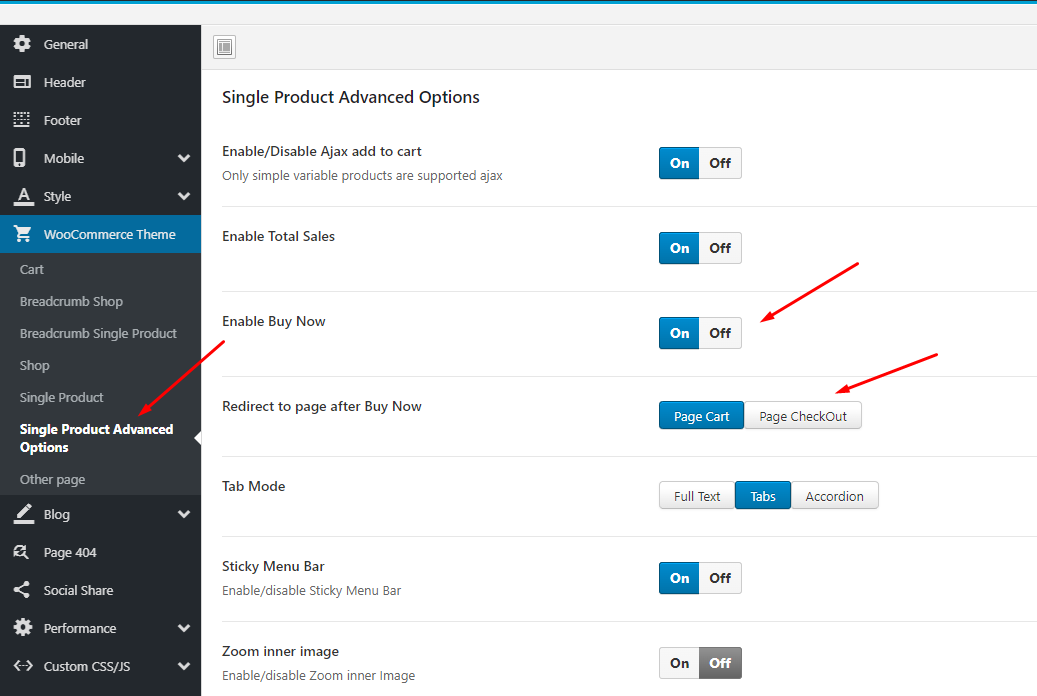 General
Header
Footer
Mobile
Style
WooCommerce Theme
Cart
Breadcrumb Shop
Breadcrumb Single Product
Shop
Single Product
Single Product Advanced
Options
Other page
Blog
Page 404
Social Share
Performance
Custom CSS/JS
Single Product Advanced Options
Enable/Disable Ajax add to cart
Only simple variable products are supported ajax
On Off
Enable Total Sales
On Off
Enable Buy Now
On Off
Redirect to page after Buy Now
Page Cart Page CheckOut
Tab Mode
Full Text Tabs Accordion
Sticky Menu Bar
Enable/disable Sticky Menu Bar
On Off
Zoom inner image
Enable/disable Zoom inner Image
On Off